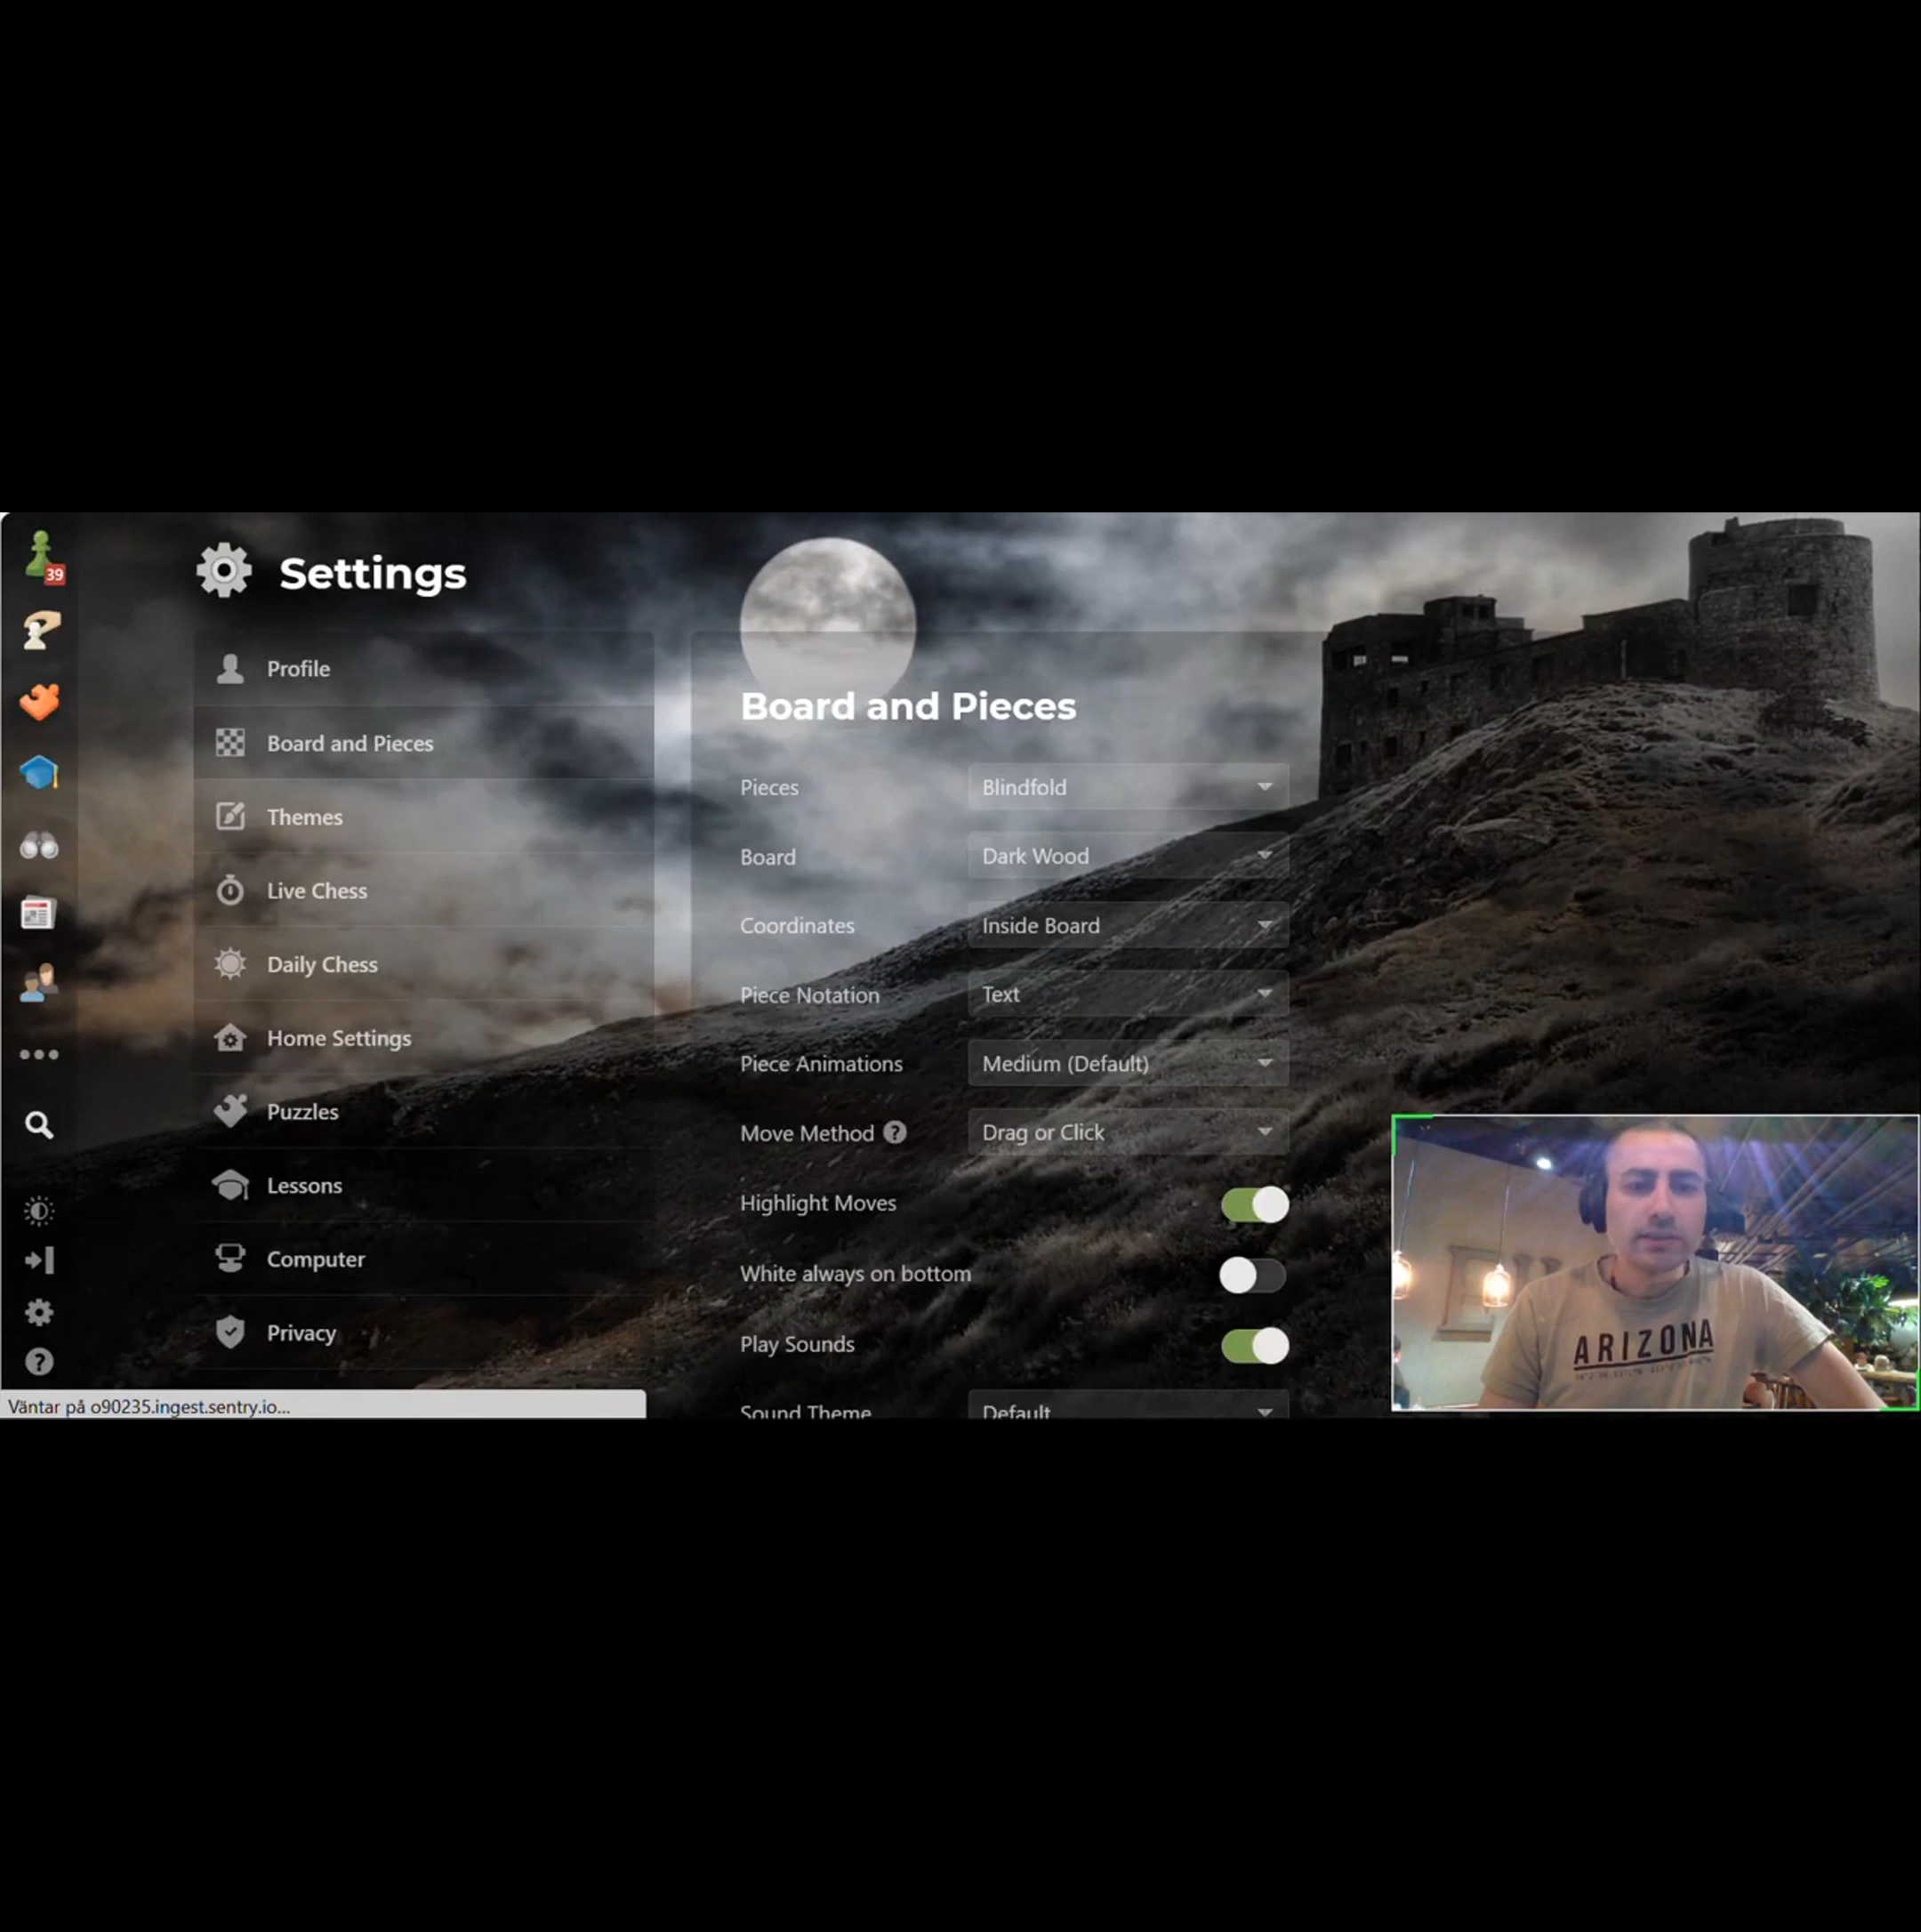 39
Settings
Profile
Board and Pieces
Themes
Live Chess
Daily Chess
Home Settings
Puzzles
Lessons
Computer
Privacy
Board and Pieces
Pieces Blindfold
Board Dark Wood
Coordinates Inside Board
Piece Notation Text
Piece Animations Medium (Default)
Move Method ? Drag or Click
Highlight Moves
White always on bottom
Play Sounds
Sound Theme Default
?
Väntar på o90235.ingest.sentry.io...
ARIZONA